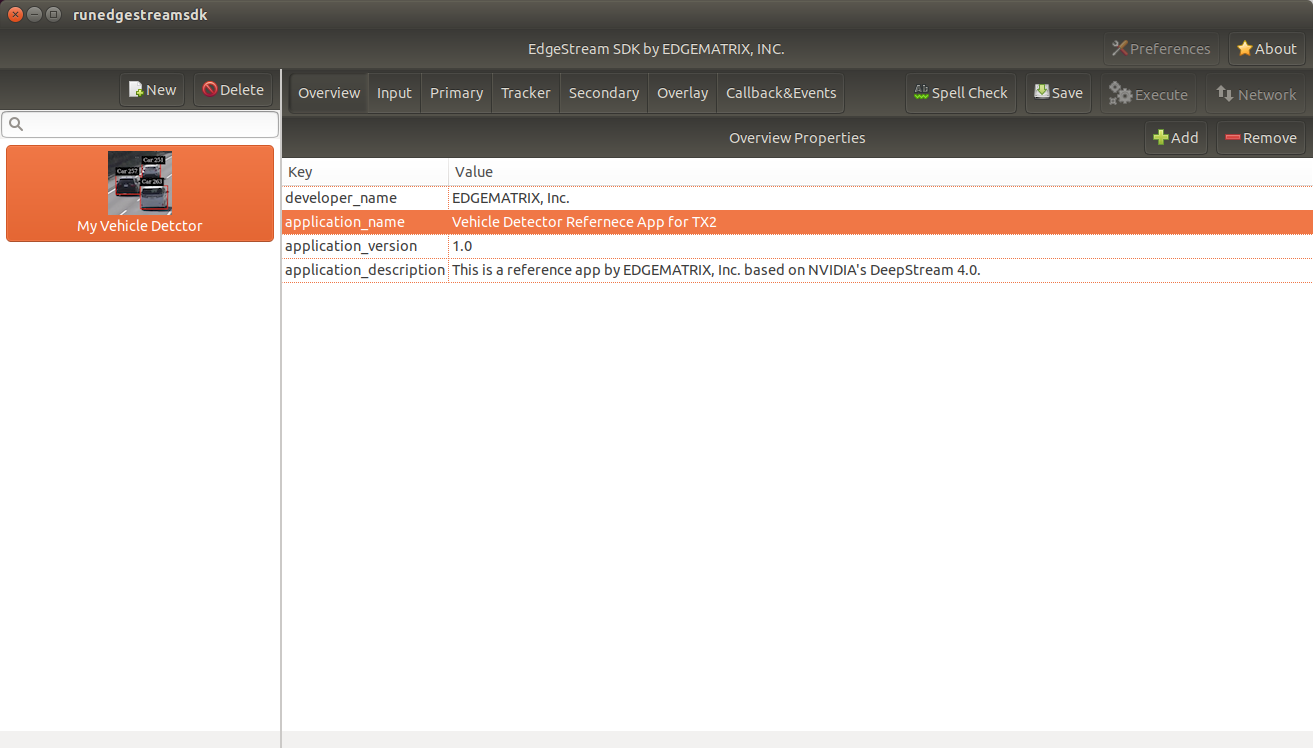 runedgestreamsdk
EdgeStream SDK by EDGEMATRIX, INC.
Preferences
About
New
Delete
Overview
Input
Primary
Tracker
Secondary
Overlay
Callback&Events
Spell Check
Save
Execute
Network
Overview Properties
Add
Remove
Car 251
Car 257
Car 263
My Vehicle Detctor
Key Value
developer_name EDGEMATRIX, Inc.
application_name Vehicle Detector Refernece App for TX2
application_version 1.0
application_description This is a reference app by EDGEMATRIX, Inc. based on NVIDIA's DeepStream 4.0.